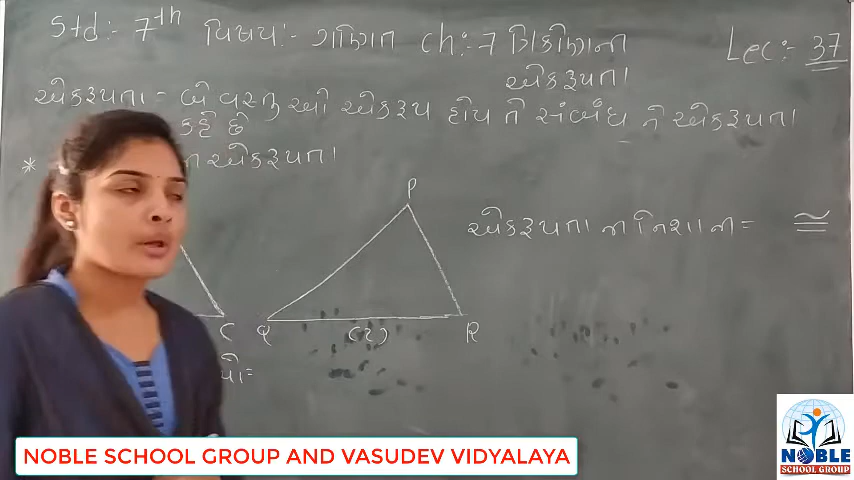 Std:- 7th વિષય:- ગણિત Ch:-7 ત્રિકોણની એકરૂપતા
Lec:- 37
એકરૂપતા = બે વસ્તુઓ એકરૂપ હોય તે સંબંધ ને એકરૂપતા
કહે છે
* ન એકરૂપતા
P
એકરૂપતા ન નિશાન = ≅
C Q (૨) R
NOBLE SCHOOL GROUP AND VASUDEV VIDYALAYA
NOBLE
SCHOOL GROUP